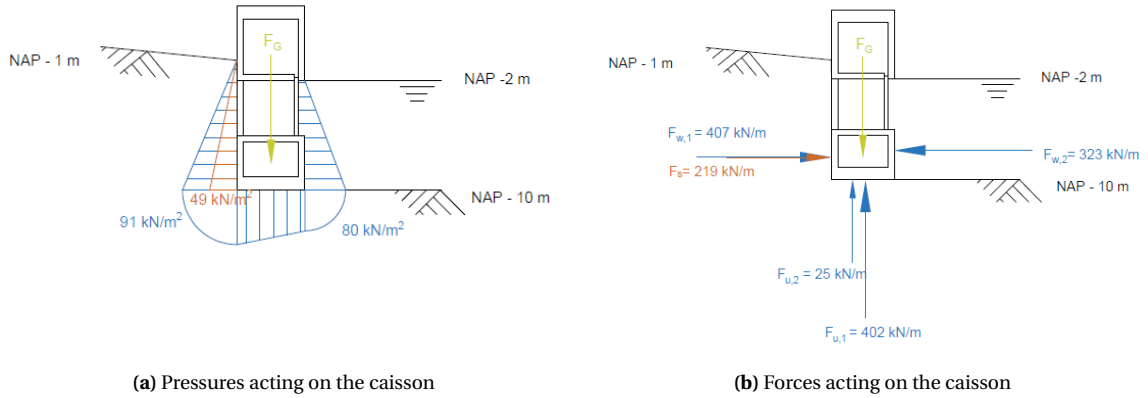 F_G
NAP - 1 m
NAP -2 m
49 kN/m²
91 kN/m²
80 kN/m²
NAP - 10 m
(a) Pressures acting on the caisson
F_G
NAP - 1 m
NAP -2 m
F_w,1 = 407 kN/m
F_s= 219 kN/m
F_w,2= 323 kN/m
NAP - 10 m
F_u,2 = 25 kN/m
F_u,1 = 402 kN/m
(b) Forces acting on the caisson